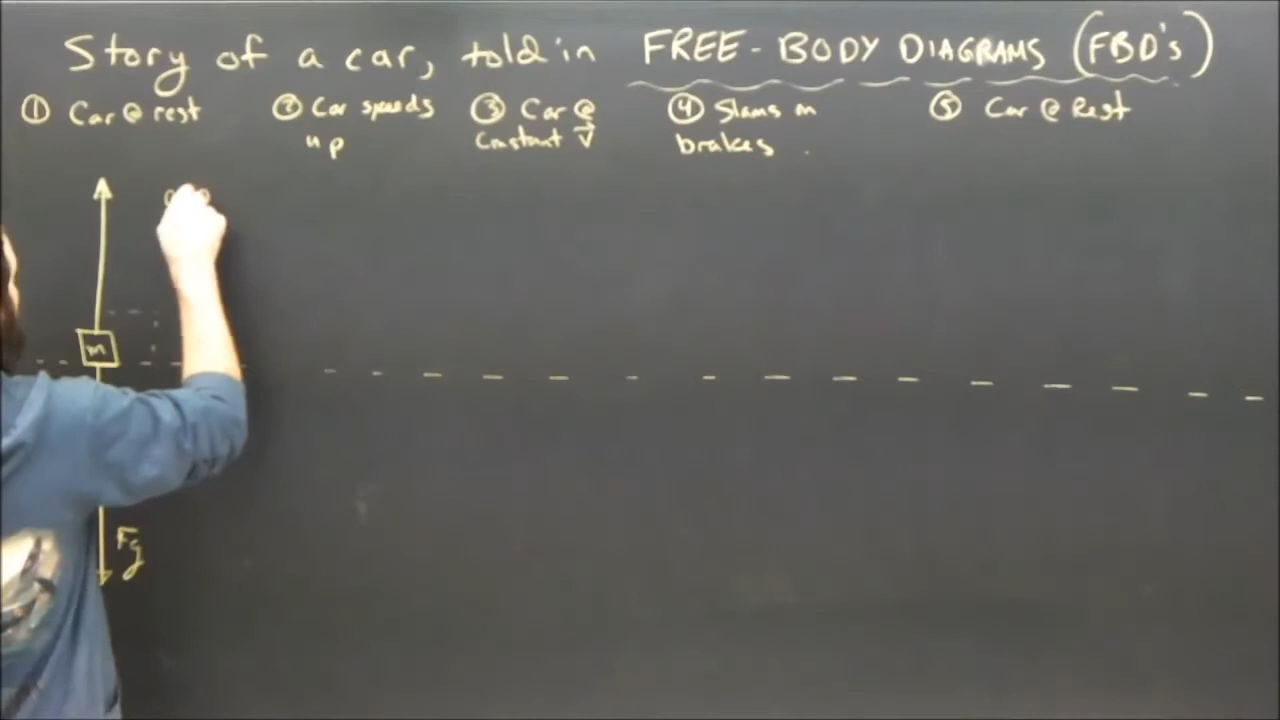 Story of a car, told in FREE-BODY DIAGRAMS (FBD's)
① Car @ rest
② Car speeds
up
③ Car @
Constant v⃗
④ Slams on
brakes
⑤ Car @ Rest
m
Fg